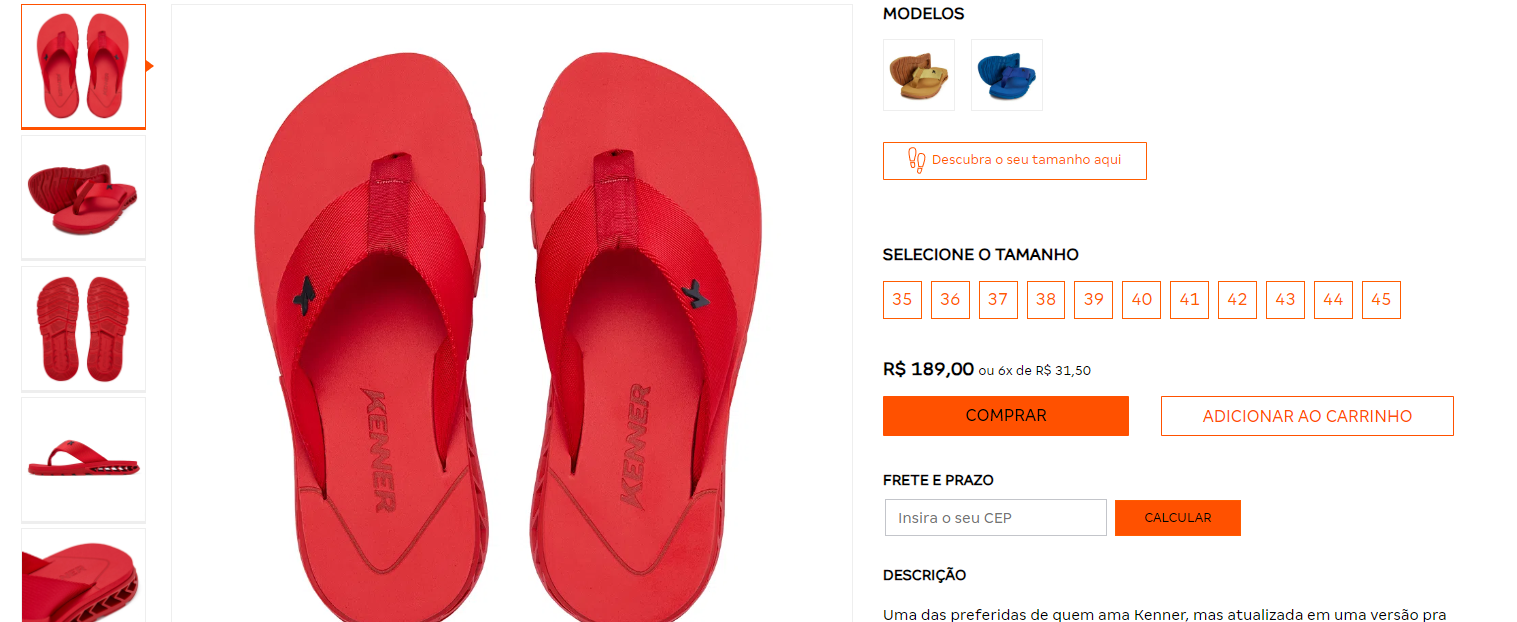 MODELOS
Descubra o seu tamanho aqui
SELECIONE O TAMANHO
35 36 37 38 39 40 41 42 43 44 45
R$ 189,00 ou 6x de R$ 31,50
COMPRAR ADICIONAR AO CARRINHO
FRETE E PRAZO
Insira o seu CEP CALCULAR
DESCRIÇÃO
Uma das preferidas de quem ama Kenner, mas atualizada em uma versão pra
KENNER
KENNER